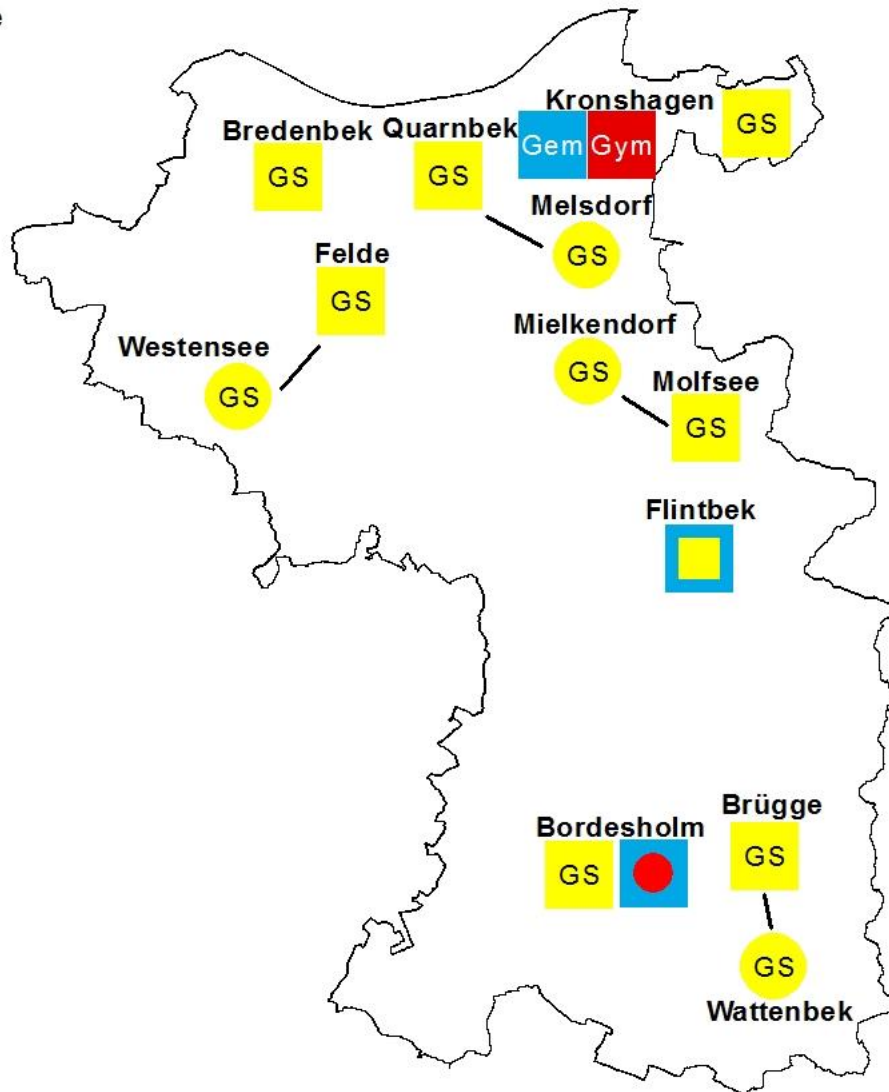 e
Kronshagen
GS
Gem Gym
Bredenbek
GS
Quarnbek
GS
Melsdorf
GS
Felde
GS
Westensee
GS
Mielkendorf
GS
Molfsee
GS
Flintbek
Bordesholm
GS
Brügge
GS
GS
Wattenbek